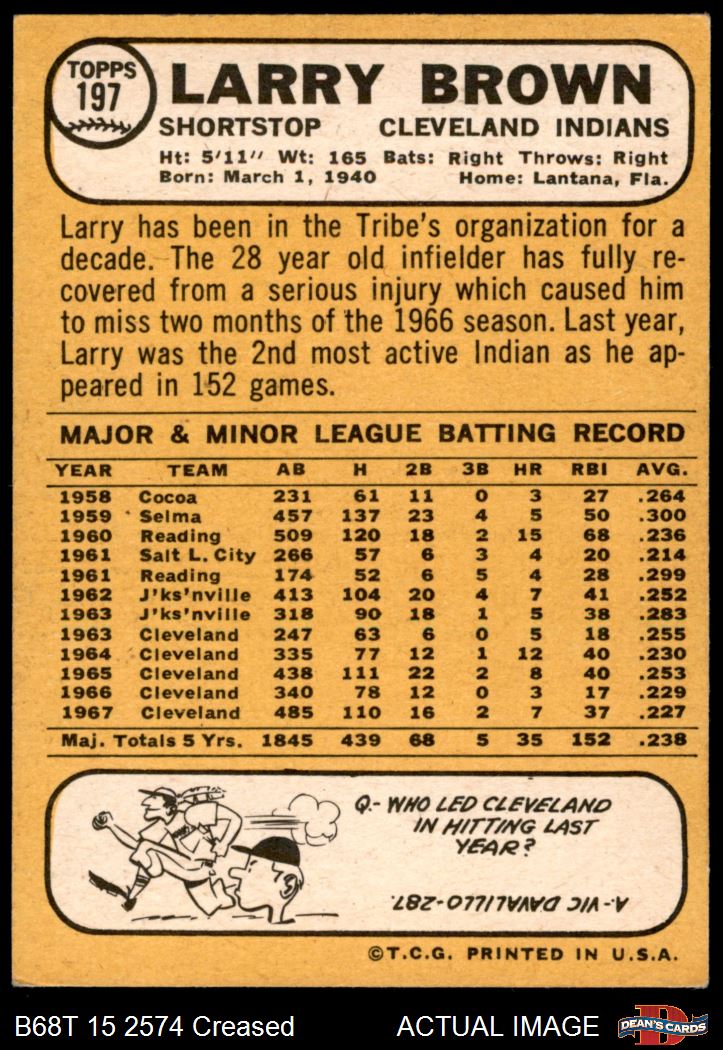 TOPPS
197
LARRY BROWN
SHORTSTOP CLEVELAND INDIANS
Ht: 5'11" Wt: 165 Bats: Right Throws: Right
Born: March 1, 1940 Home: Lantana, Fla.
Larry has been in the Tribe's organization for a
decade. The 28 year old infielder has fully re-
covered from a serious injury which caused him
to miss two months of the 1966 season. Last year,
Larry was the 2nd most active Indian as he ap-
peared in 152 games.
MAJOR & MINOR LEAGUE BATTING RECORD
YEAR TEAM AB H 2B 3B HR RBI AVG.
1958 Cocoa 231 61 11 0 3 27 .264
1959 Selma 457 137 23 4 5 50 .300
1960 Reading 509 120 18 2 15 68 .236
1961 Salt L. City 266 57 6 3 4 20 .214
1961 Reading 174 52 6 5 4 28 .299
1962 J'ks'nville 413 104 20 4 7 41 .252
1963 J'ks'nville 318 90 18 1 5 38 .283
1963 Cleveland 247 63 6 0 5 18 .255
1964 Cleveland 335 77 12 1 12 40 .230
1965 Cleveland 438 111 22 2 8 40 .253
1966 Cleveland 340 78 12 0 3 17 .229
1967 Cleveland 485 110 16 2 7 37 .227
Maj. Totals 5 Yrs. 1845 439 68 5 35 152 .238
Q.- WHO LED CLEVELAND
IN HITTING LAST
YEAR?
A.-VIC DAVALILLO-287.
©T.C.G. PRINTED IN U.S.A.
B68T 15 2574 Creased ACTUAL IMAGE
D
DEAN'S CARDS